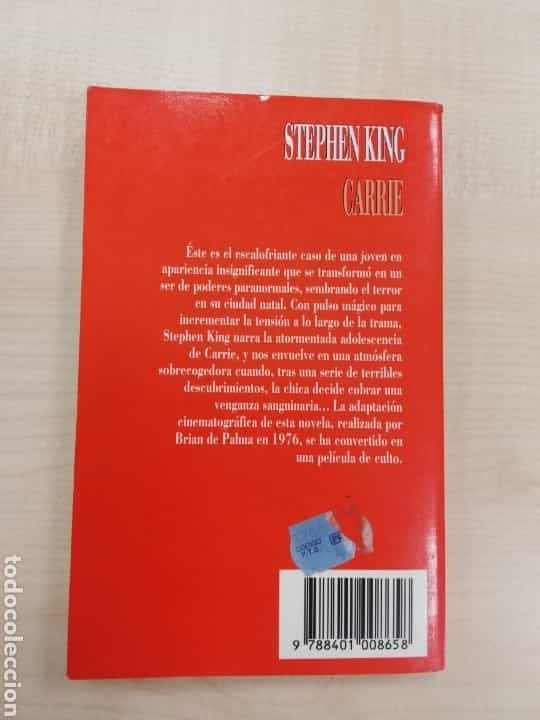 STEPHEN KING
CARRIE
Éste es el escalofriante caso de una joven en
apariencia insignificante que se transformó en un
ser de poderes paranormales, sembrando el terror
en su ciudad natal. Con pulso mágico para
incrementar la tensión a lo largo de la trama,
Stephen King narra la atormentada adolescencia
de Carrie, y nos envuelve en una atmósfera
sobrecogedora cuando, tras una serie de terribles
descubrimientos, la chica decide cobrar una
venganza sanguinaria... La adaptación
cinematográfica de esta novela, realizada por
Brian de Palma en 1976, se ha convertido en
una película de culto.
CODIGO
P.T.S.
9 788401 008658
todocoleccion